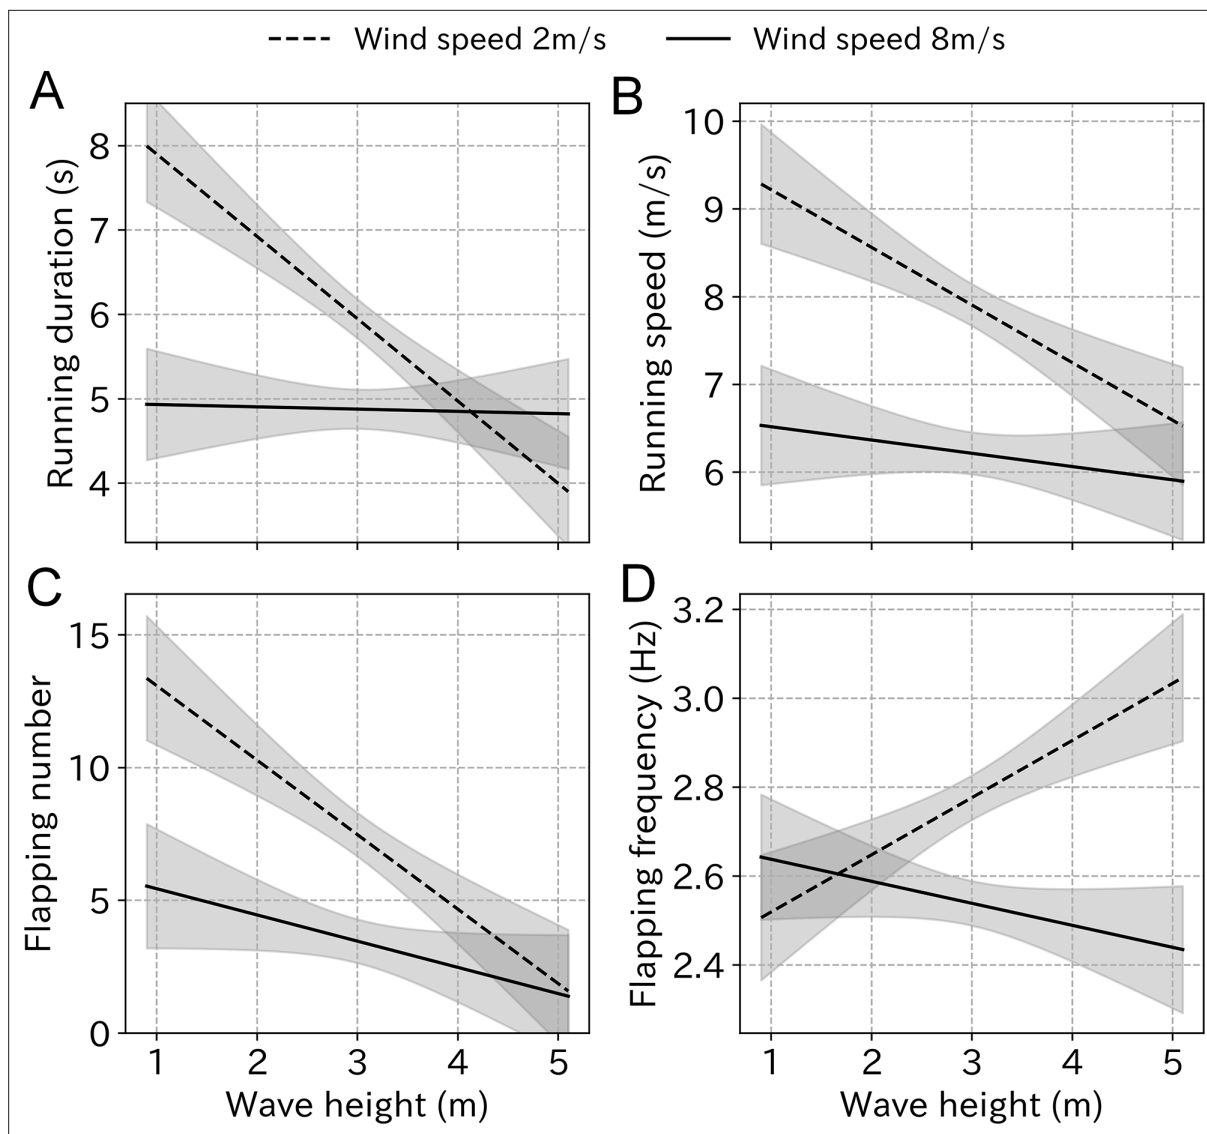 Wind speed 2m/s Wind speed 8m/s
A
Running duration (s)
8
7
6
5
4
B
Running speed (m/s)
10
9
8
7
6
C
Flapping number
15
10
5
0
1 2 3 4 5
Wave height (m)
D
Flapping frequency (Hz)
3.2
3.0
2.8
2.6
2.4
1 2 3 4 5
Wave height (m)